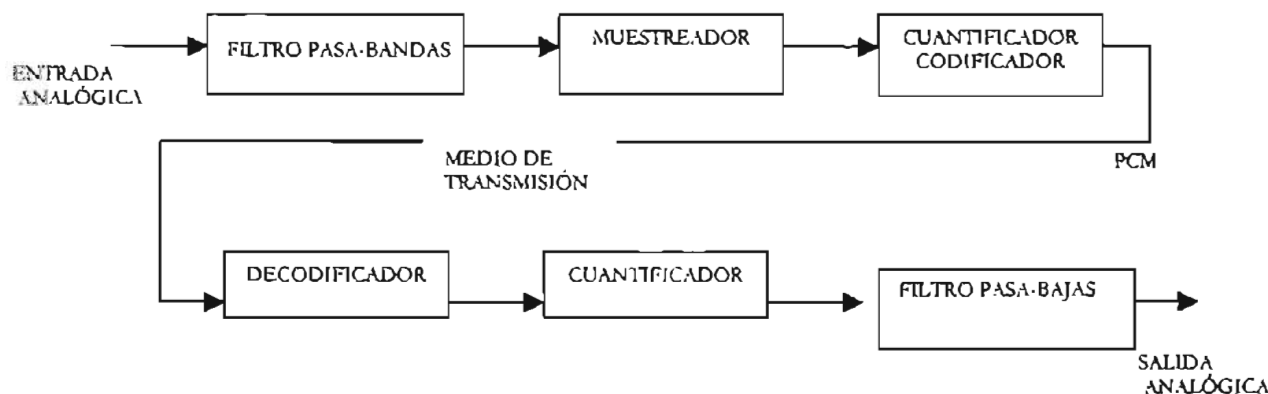 ENTRADA
ANALÓGICA
FILTRO PASA-BANDAS
MUESTREADOR
CUANTIFICADOR
CODIFICADOR
MEDIO DE
TRANSMISIÓN
PCM
DECODIFICADOR
CUANTIFICADOR
FILTRO PASA-BAJAS
SALIDA
ANALÓGICA